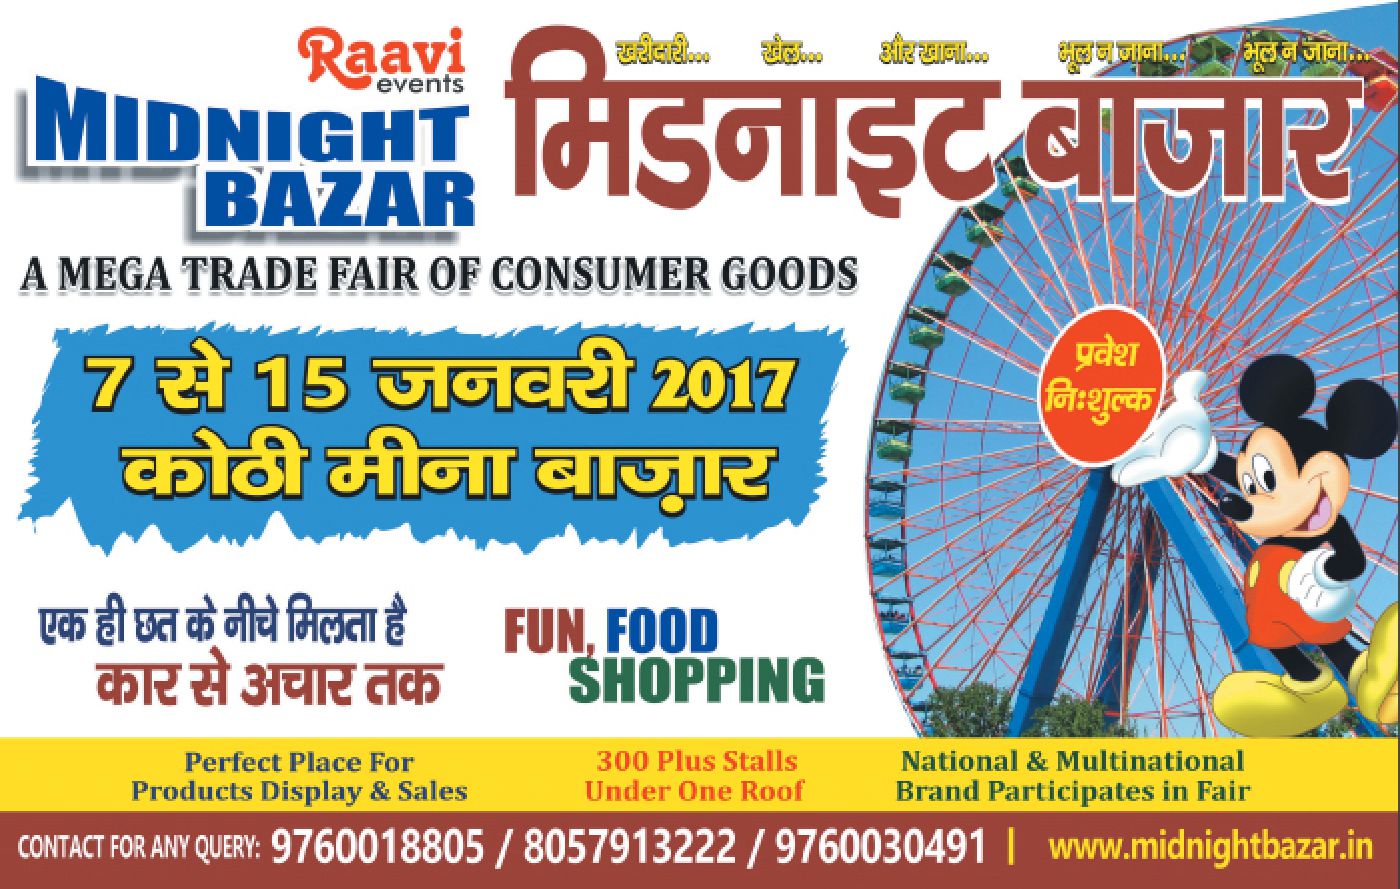 Raavi
events
MIDNIGHT
BAZAR
खरीदारी... खेल... और खाना... भूल न जाना... भूल न जाना...
मिडनाइट बाजार
A MEGA TRADE FAIR OF CONSUMER GOODS
7 से 15 जनवरी 2017
कोठी मीना बाज़ार
प्रवेश
निःशुल्क
एक ही छत के नीचे मिलता है
कार से अचार तक
FUN, FOOD
SHOPPING
Perfect Place For
Products Display & Sales
300 Plus Stalls
Under One Roof
National & Multinational
Brand Participates in Fair
CONTACT FOR ANY QUERY: 9760018805 / 8057913222 / 9760030491 | www.midnightbazar.in